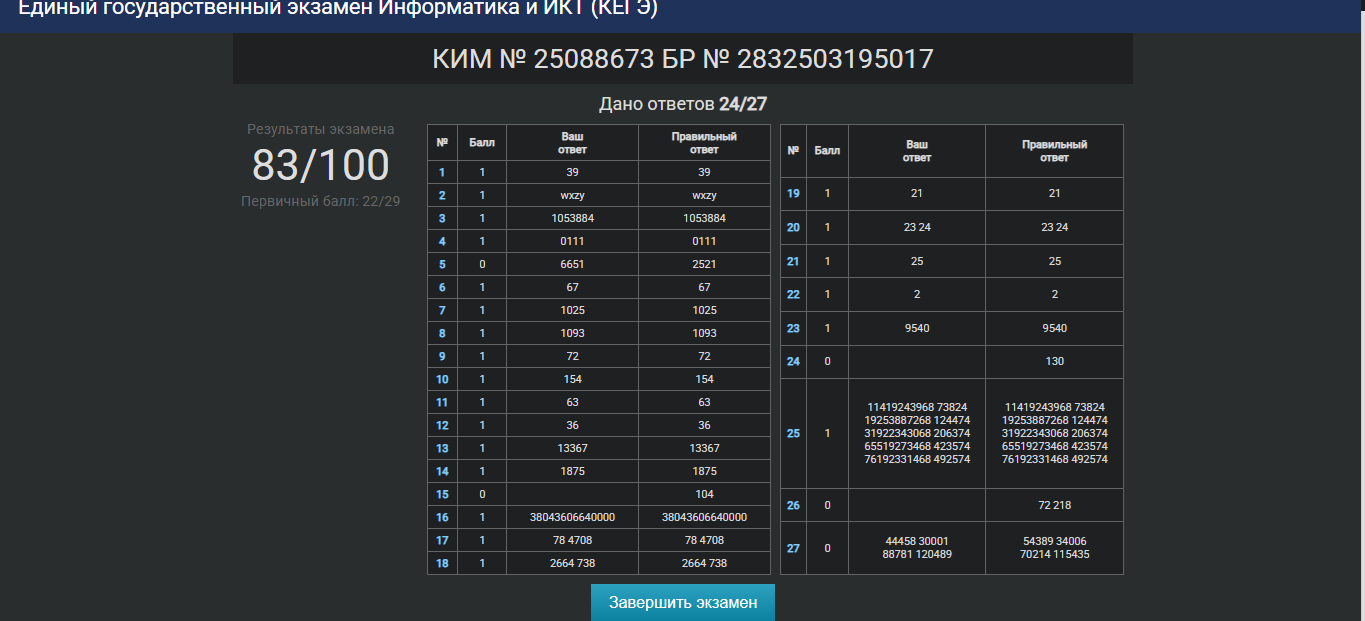 Единый государственный экзамен Информатика и ИКТ (КЕГЭ)
КИМ № 25088673 БР № 2832503195017
Дано ответов 24/27
Результаты экзамена
83/100
Первичный балл: 22/29
№ Балл Ваш ответ Правильный ответ
1 1 39 39
2 1 wxzy wxzy
3 1 1053884 1053884
4 1 0111 0111
5 0 6651 2521
6 1 67 67
7 1 1025 1025
8 1 1093 1093
9 1 72 72
10 1 154 154
11 1 63 63
12 1 36 36
13 1 13367 13367
14 1 1875 1875
15 0 104
16 1 38043606640000 38043606640000
17 1 78 4708 78 4708
18 1 2664 738 2664 738
№ Балл Ваш ответ Правильный ответ
19 1 21 21
20 1 23 24 23 24
21 1 25 25
22 1 2 2
23 1 9540 9540
24 0 130
11419243968 73824 11419243968 73824
19253887268 124474 19253887268 124474
25 1 31922343068 206374 31922343068 206374
65519273468 423574 65519273468 423574
76192331468 492574 76192331468 492574
26 0 72 218
27 0 44458 30001 54389 34006
88781 120489 70214 115435
Завершить экзамен